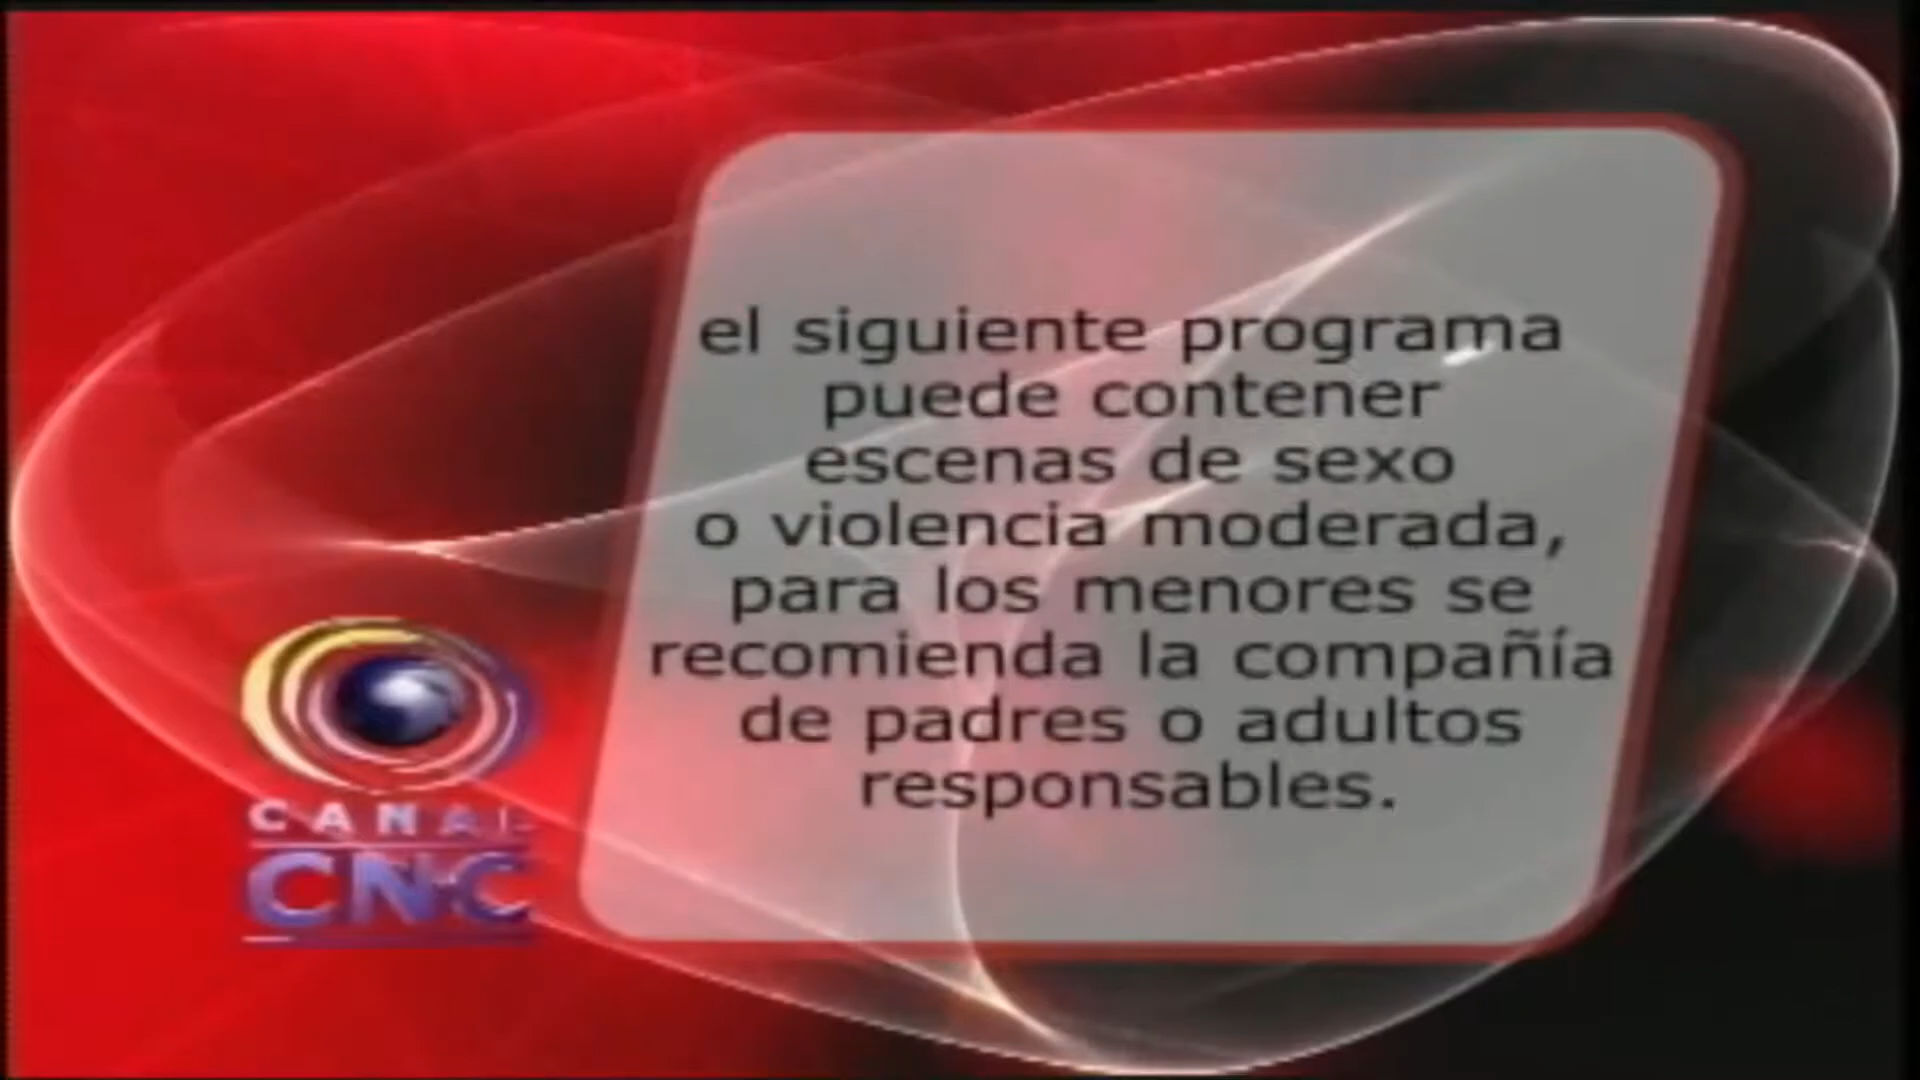 el siguiente programa
puede contener
escenas de sexo
o violencia moderada,
para los menores se
recomienda la compañía
de padres o adultos
responsables.
CANAL
CNC